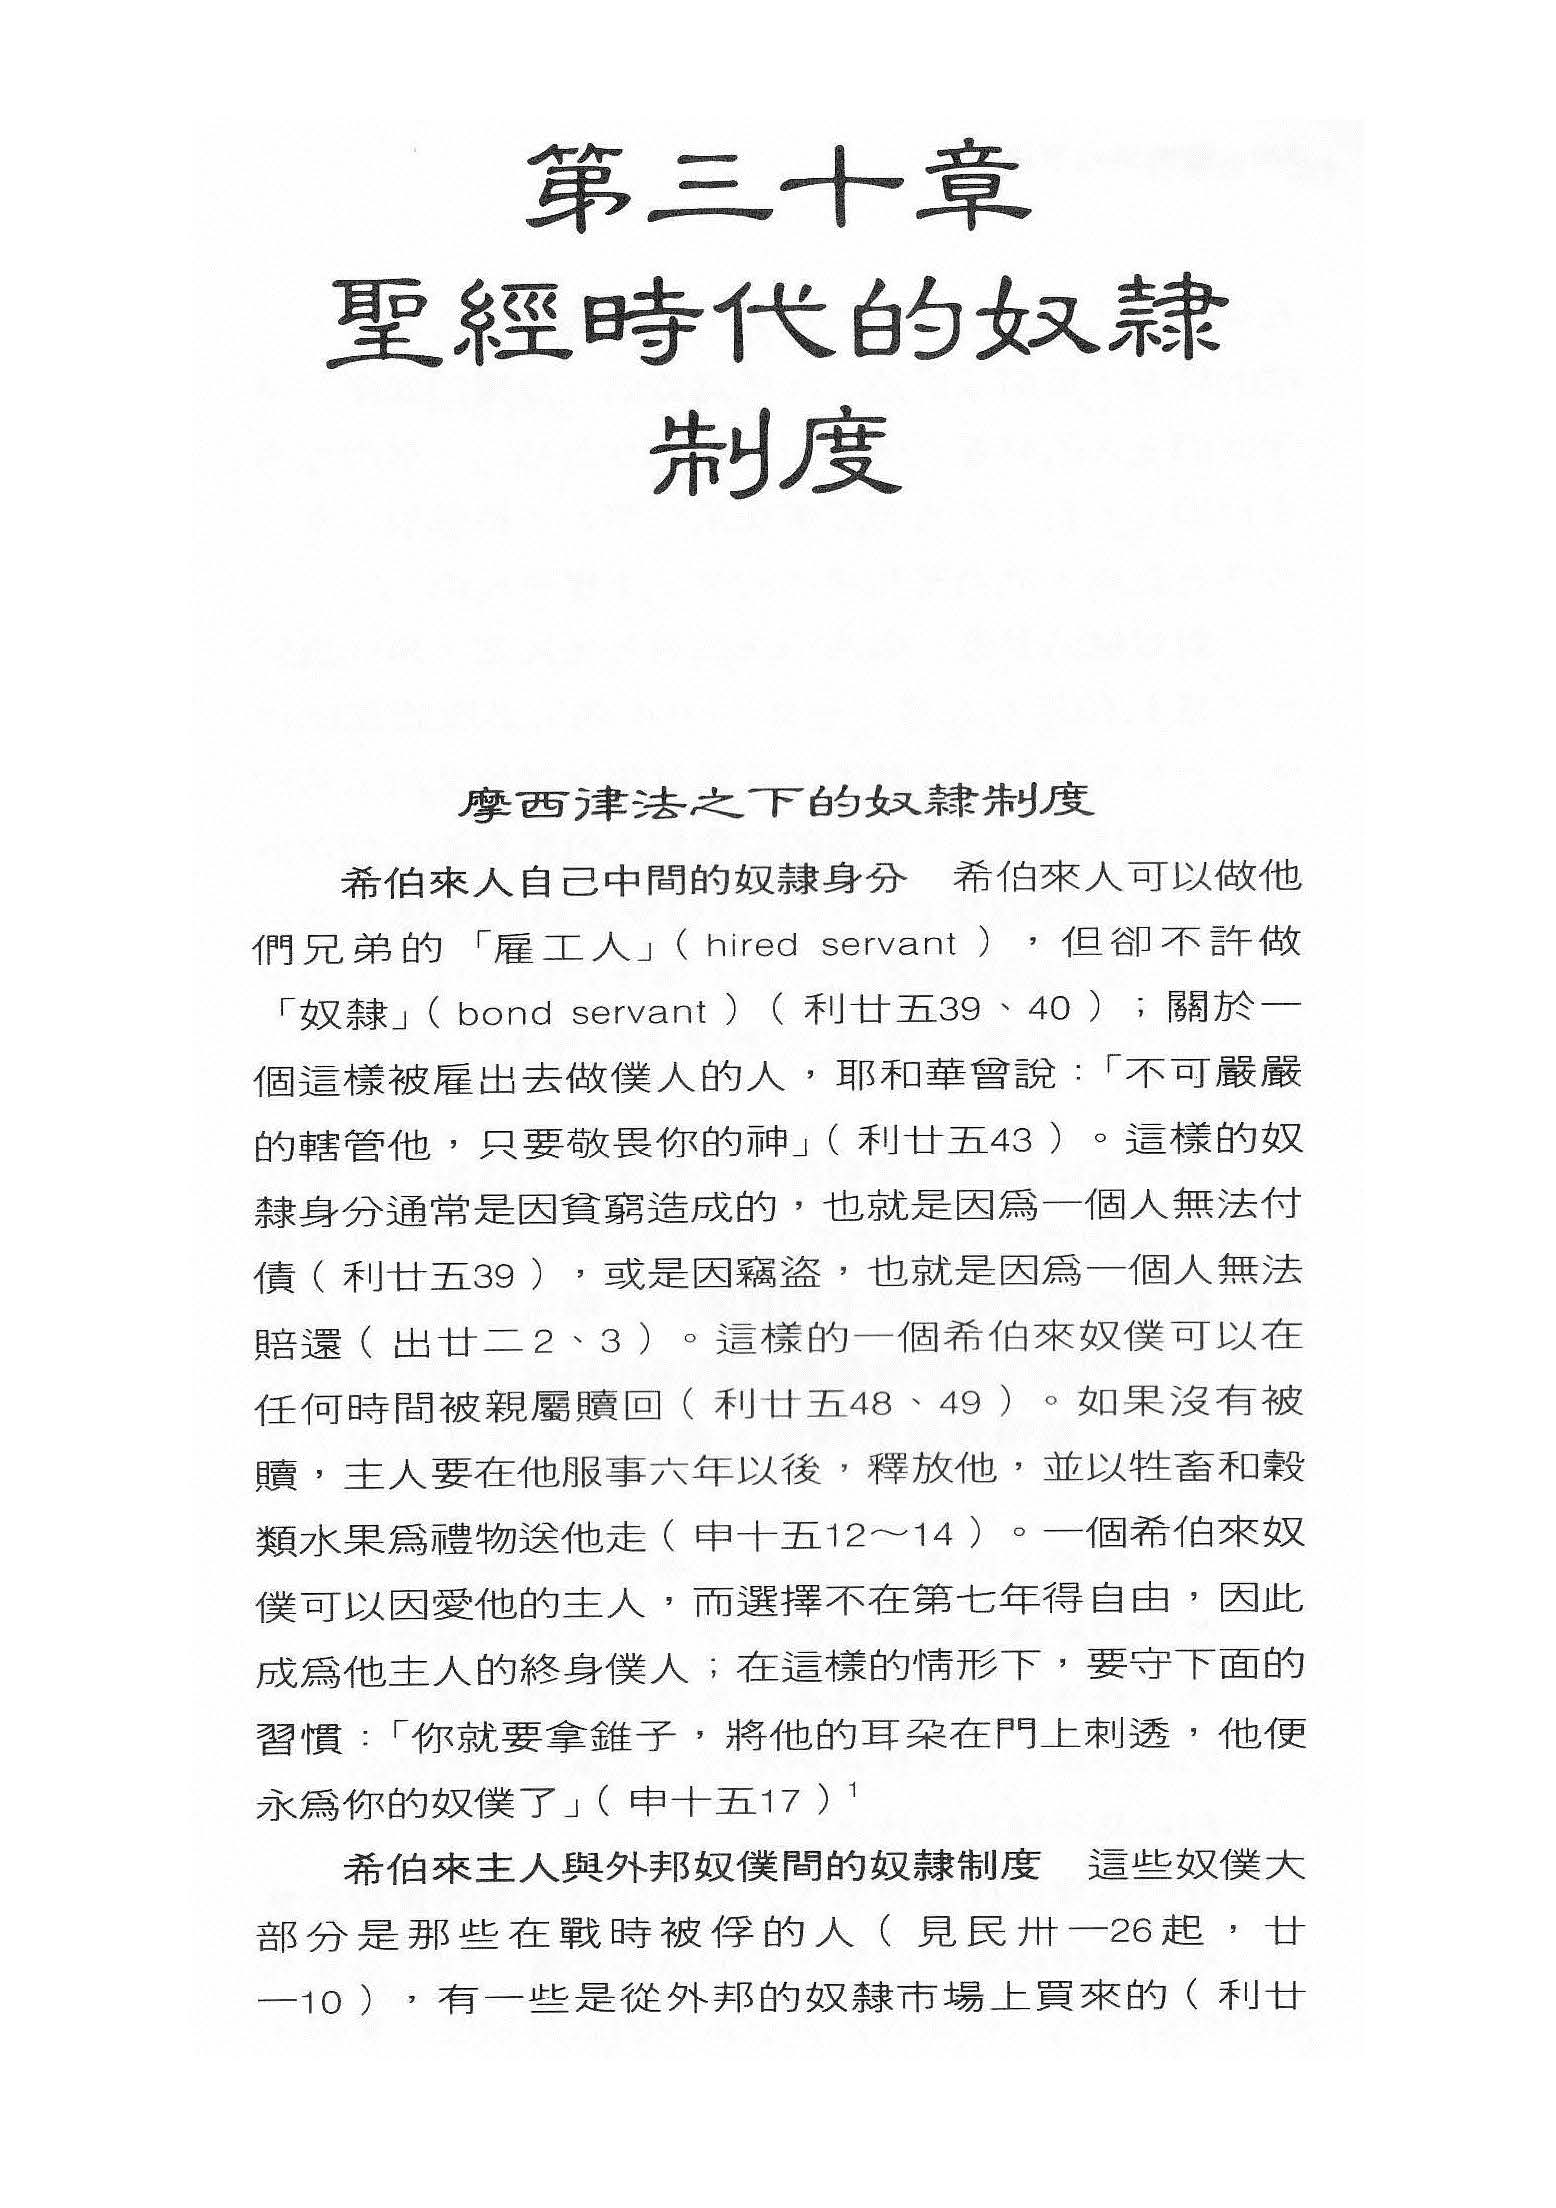 第三十章
聖經時代的奴隸
制度
摩西律法之下的奴隸制度
希伯來人自己中間的奴隸身分　希伯來人可以做他
們兄弟的「雇工人」（hired servant），但卻不許做
「奴隸」（bond servant）（利廿五39、40）；關於一
個這樣被雇出去做僕人的人，耶和華曾說：「不可嚴嚴
的轄管他，只要敬畏你的神」（利廿五43）。這樣的奴
隸身分通常是因貧窮造成的，也就是因爲一個人無法付
債（利廿五39），或是因竊盜，也就是因爲一個人無法
賠還（出廿二2、3）。這樣的一個希伯來奴僕可以在
任何時間被親屬贖回（利廿五48、49）。如果沒有被
贖，主人要在他服事六年以後，釋放他，並以牲畜和穀
類水果爲禮物送他走（申十五12～14）。一個希伯來奴
僕可以因愛他的主人，而選擇不在第七年得自由，因此
成爲他主人的終身僕人；在這樣的情形下，要守下面的
習慣：「你就要拿錐子，將他的耳朵在門上刺透，他便
永爲你的奴僕了」（申十五17）1
希伯來主人與外邦奴僕間的奴隸制度　這些奴僕大
部分是那些在戰時被俘的人（見民卅一26起，廿
一10），有一些是從外邦的奴隸市場上買來的（利廿